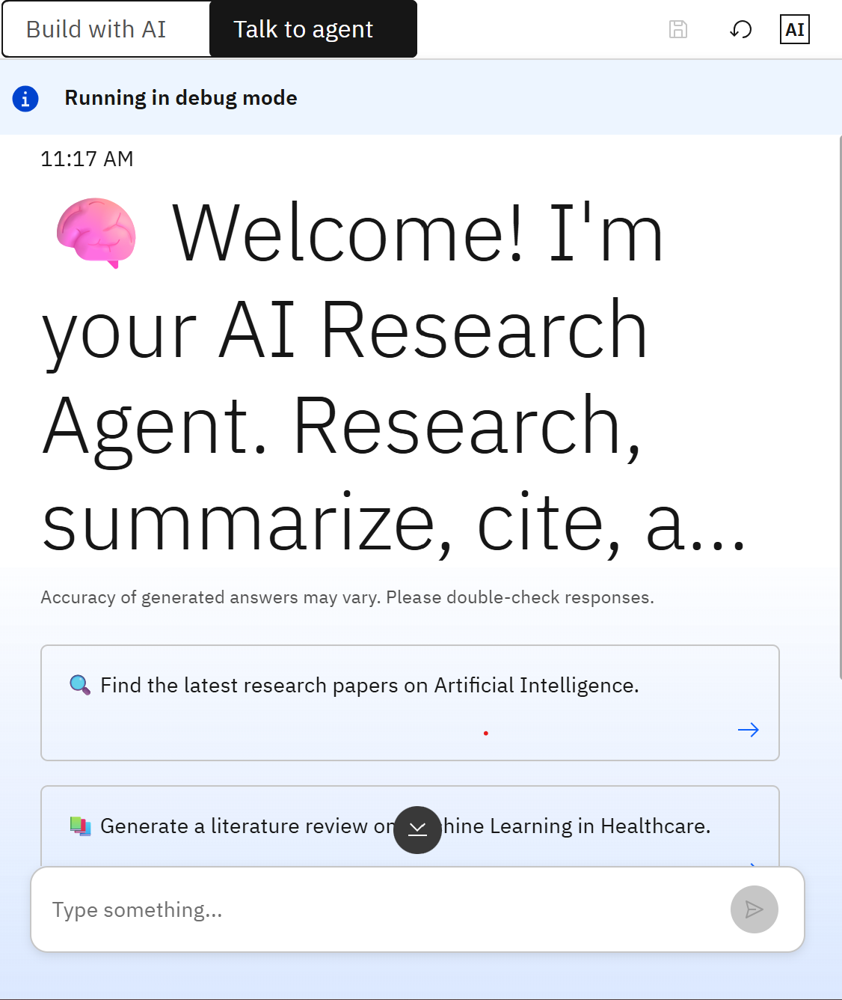 Build with AI
Talk to agent
AI
Running in debug mode
11:17 AM
Welcome! I'm
your AI Research
Agent. Research,
summarize, cite, a...
Accuracy of generated answers may vary. Please double-check responses.
Find the latest research papers on Artificial Intelligence.
Generate a literature review on hine Learning in Healthcare.
Type something...